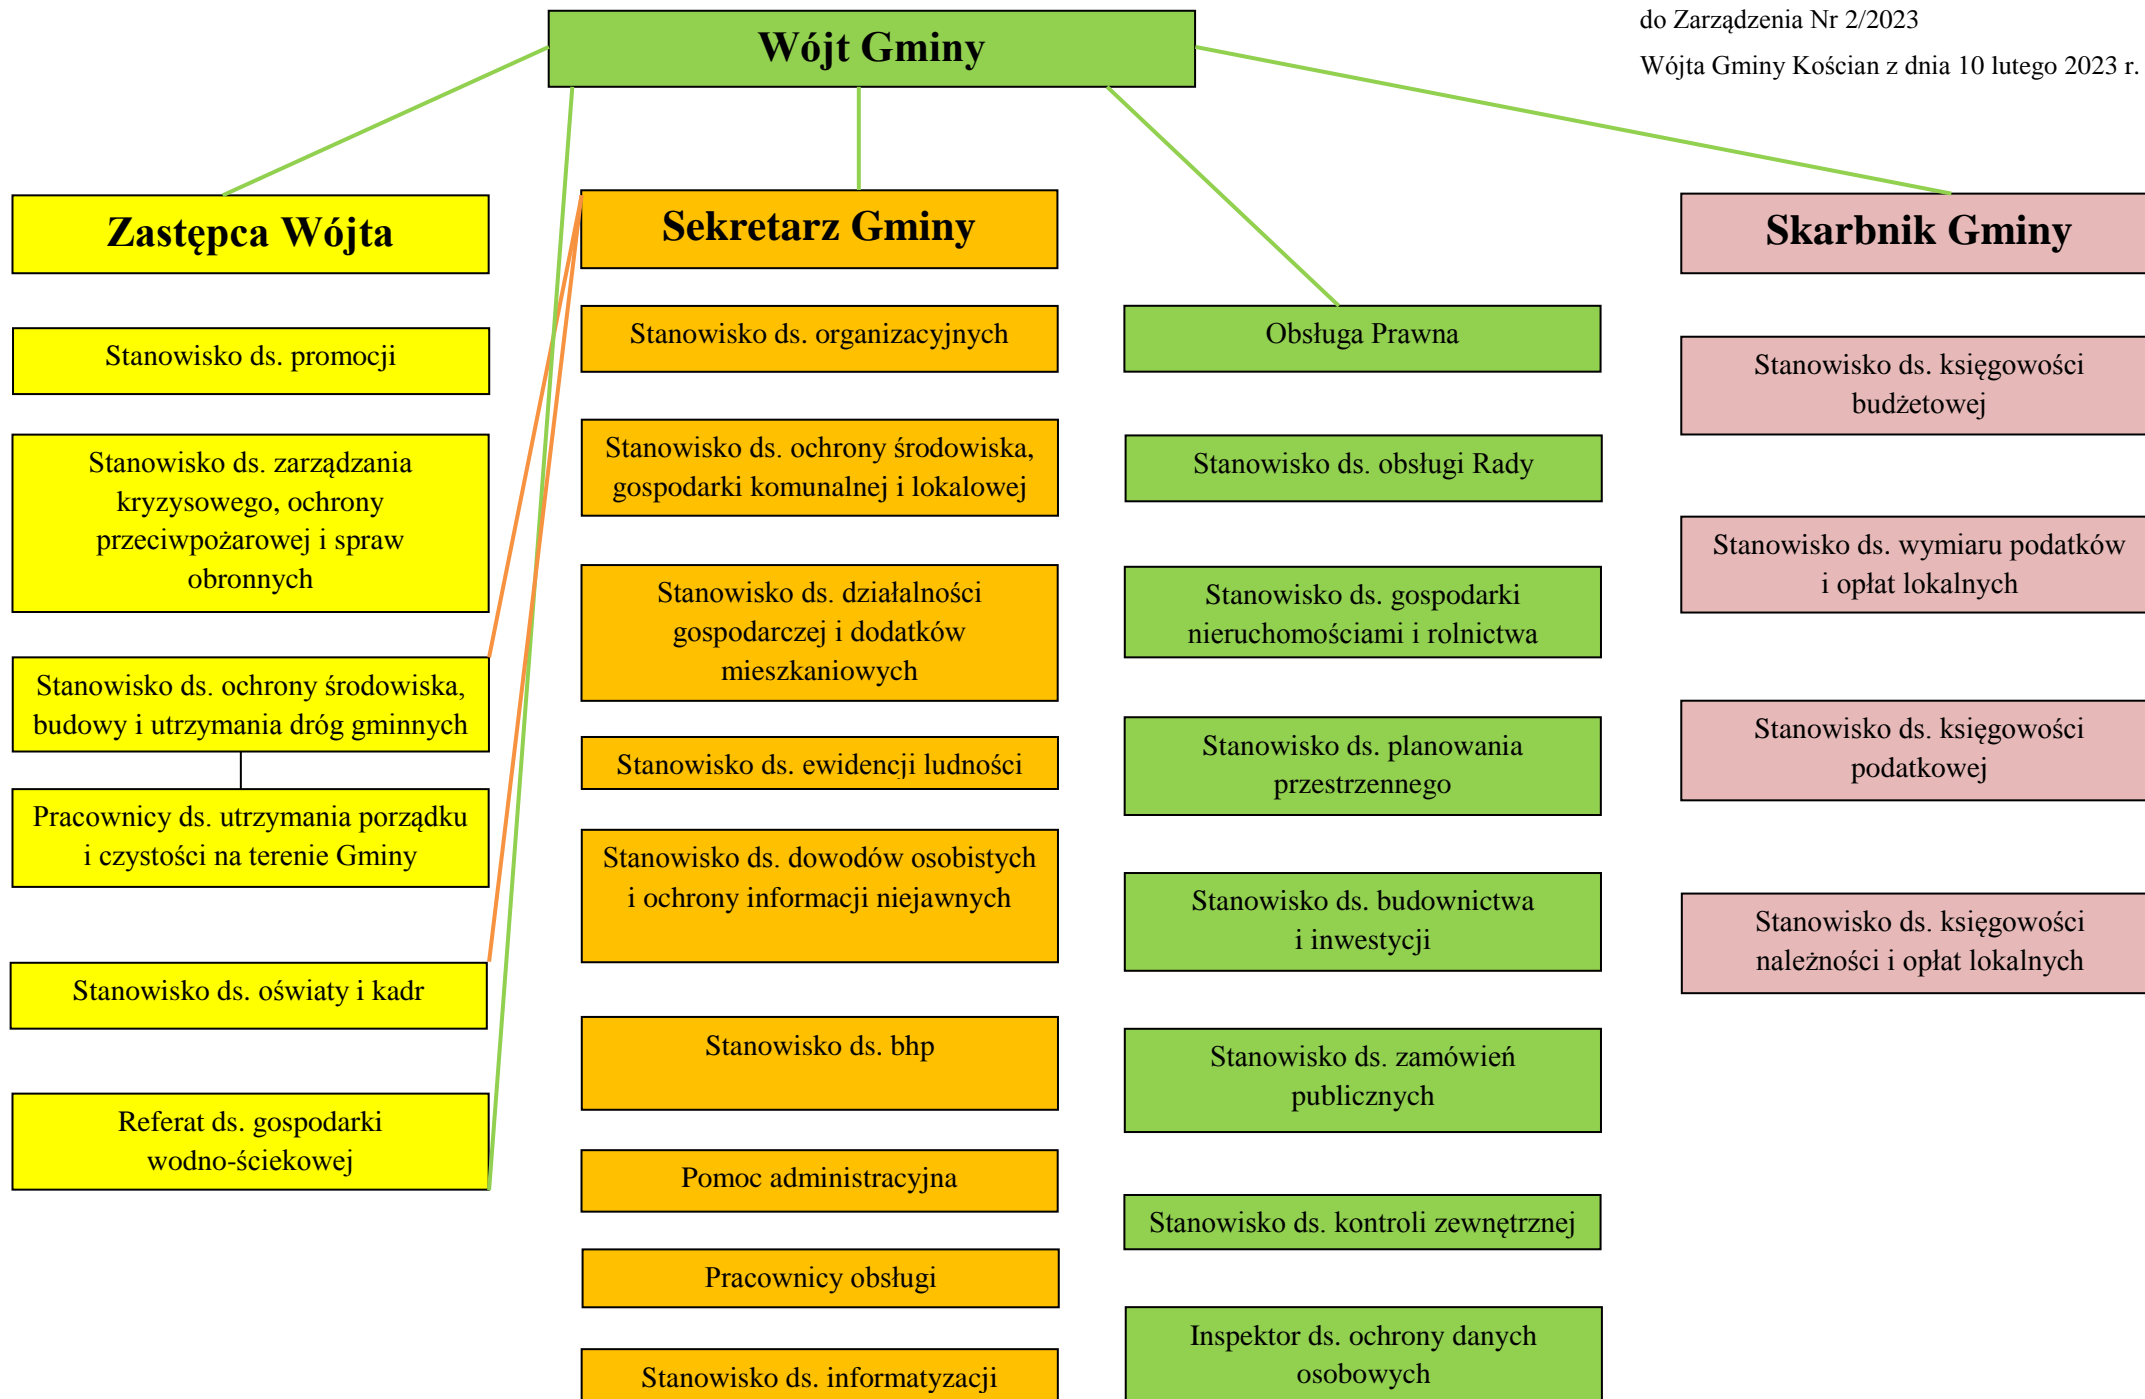 do Zarządzenia Nr 2/2023
Wójta Gminy Kościan z dnia 10 lutego 2023 r.
Wójt Gminy
Zastępca Wójta
Stanowisko ds. promocji
Stanowisko ds. zarządzania
kryzysowego, ochrony
przeciwpożarowej i spraw
obronnych
Stanowisko ds. ochrony środowiska,
budowy i utrzymania dróg gminnych
Pracownicy ds. utrzymania porządku
i czystości na terenie Gminy
Stanowisko ds. oświaty i kadr
Referat ds. gospodarki
wodno-ściekowej
Sekretarz Gminy
Stanowisko ds. organizacyjnych
Stanowisko ds. ochrony środowiska,
gospodarki komunalnej i lokalowej
Stanowisko ds. działalności
gospodarczej i dodatków
mieszkaniowych
Stanowisko ds. ewidencji ludności
Stanowisko ds. dowodów osobistych
i ochrony informacji niejawnych
Stanowisko ds. bhp
Pomoc administracyjna
Pracownicy obsługi
Stanowisko ds. informatyzacji
Obsługa Prawna
Stanowisko ds. obsługi Rady
Stanowisko ds. gospodarki
nieruchomościami i rolnictwa
Stanowisko ds. planowania
przestrzennego
Stanowisko ds. budownictwa
i inwestycji
Stanowisko ds. zamówień
publicznych
Stanowisko ds. kontroli zewnętrznej
Inspektor ds. ochrony danych
osobowych
Skarbnik Gminy
Stanowisko ds. księgowości
budżetowej
Stanowisko ds. wymiaru podatków
i opłat lokalnych
Stanowisko ds. księgowości
podatkowej
Stanowisko ds. księgowości
należności i opłat lokalnych